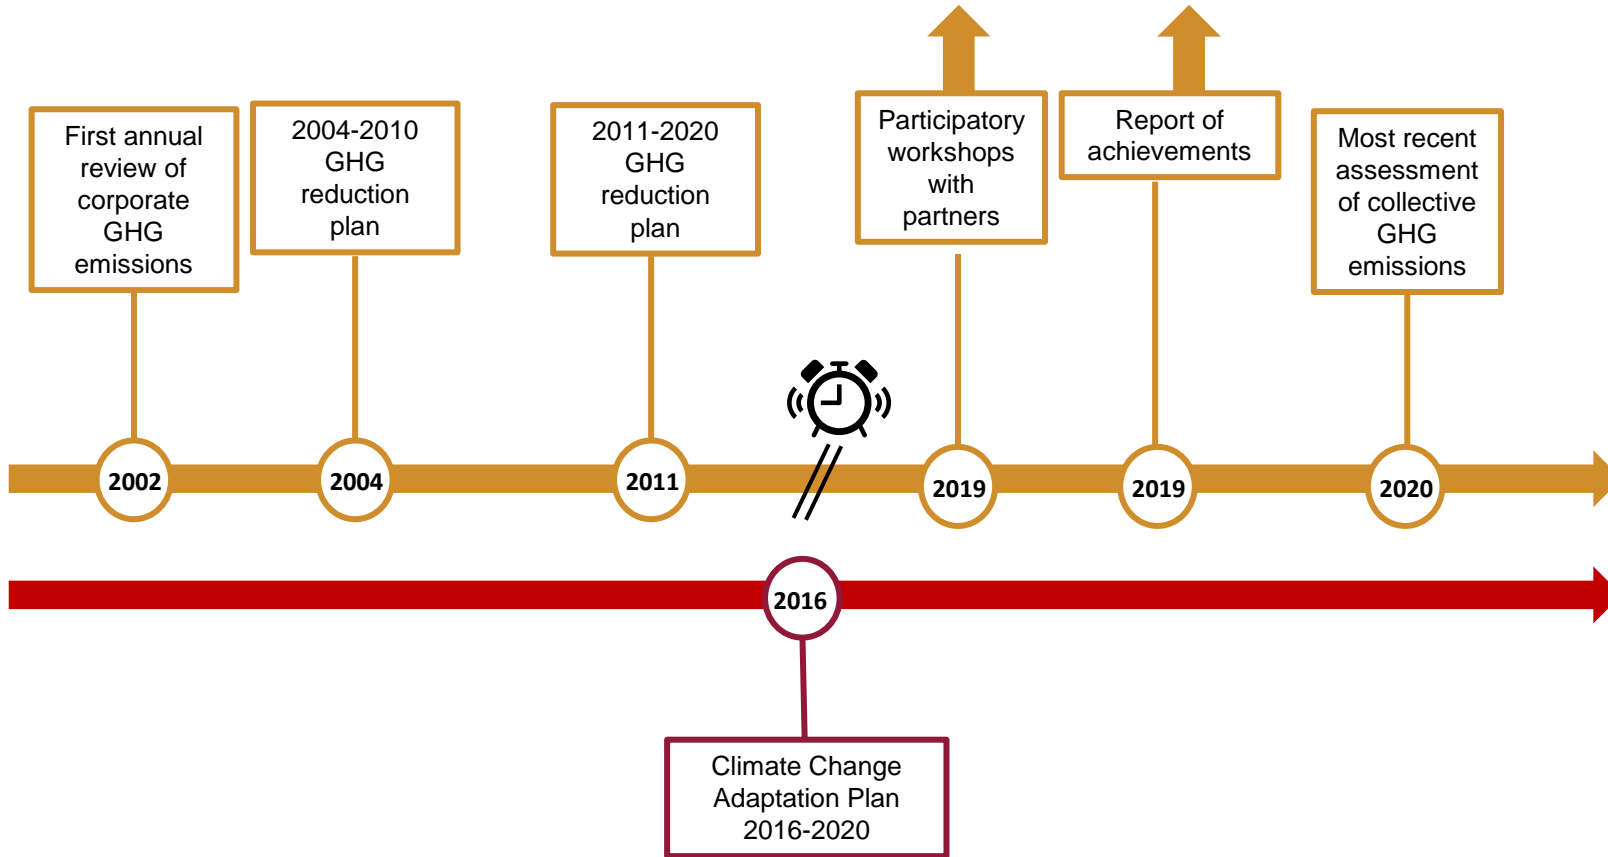 First annual
review of
corporate
GHG
emissions
2004-2010
GHG
reduction
plan
2011-2020
GHG
reduction
plan
Participatory
workshops
with
partners
Report of
achievements
Most recent
assessment
of collective
GHG
emissions
2002
2004
2011
2019
2019
2020
2016
Climate Change
Adaptation Plan
2016-2020